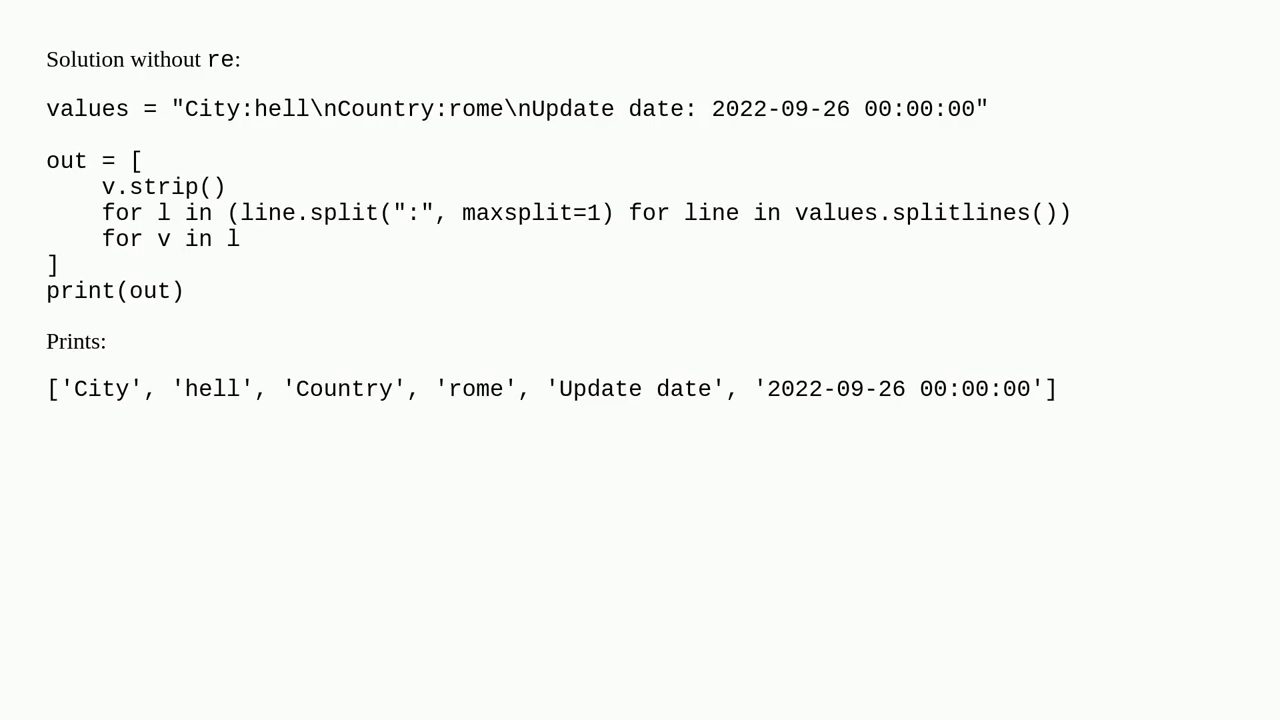 Solution without re:
values = "City:hell\nCountry:rome\nUpdate date: 2022-09-26 00:00:00"
out = [
    v.strip()
    for l in (line.split(":", maxsplit=1) for line in values.splitlines())
    for v in l
]
print(out)
Prints:
['City', 'hell', 'Country', 'rome', 'Update date', '2022-09-26 00:00:00']